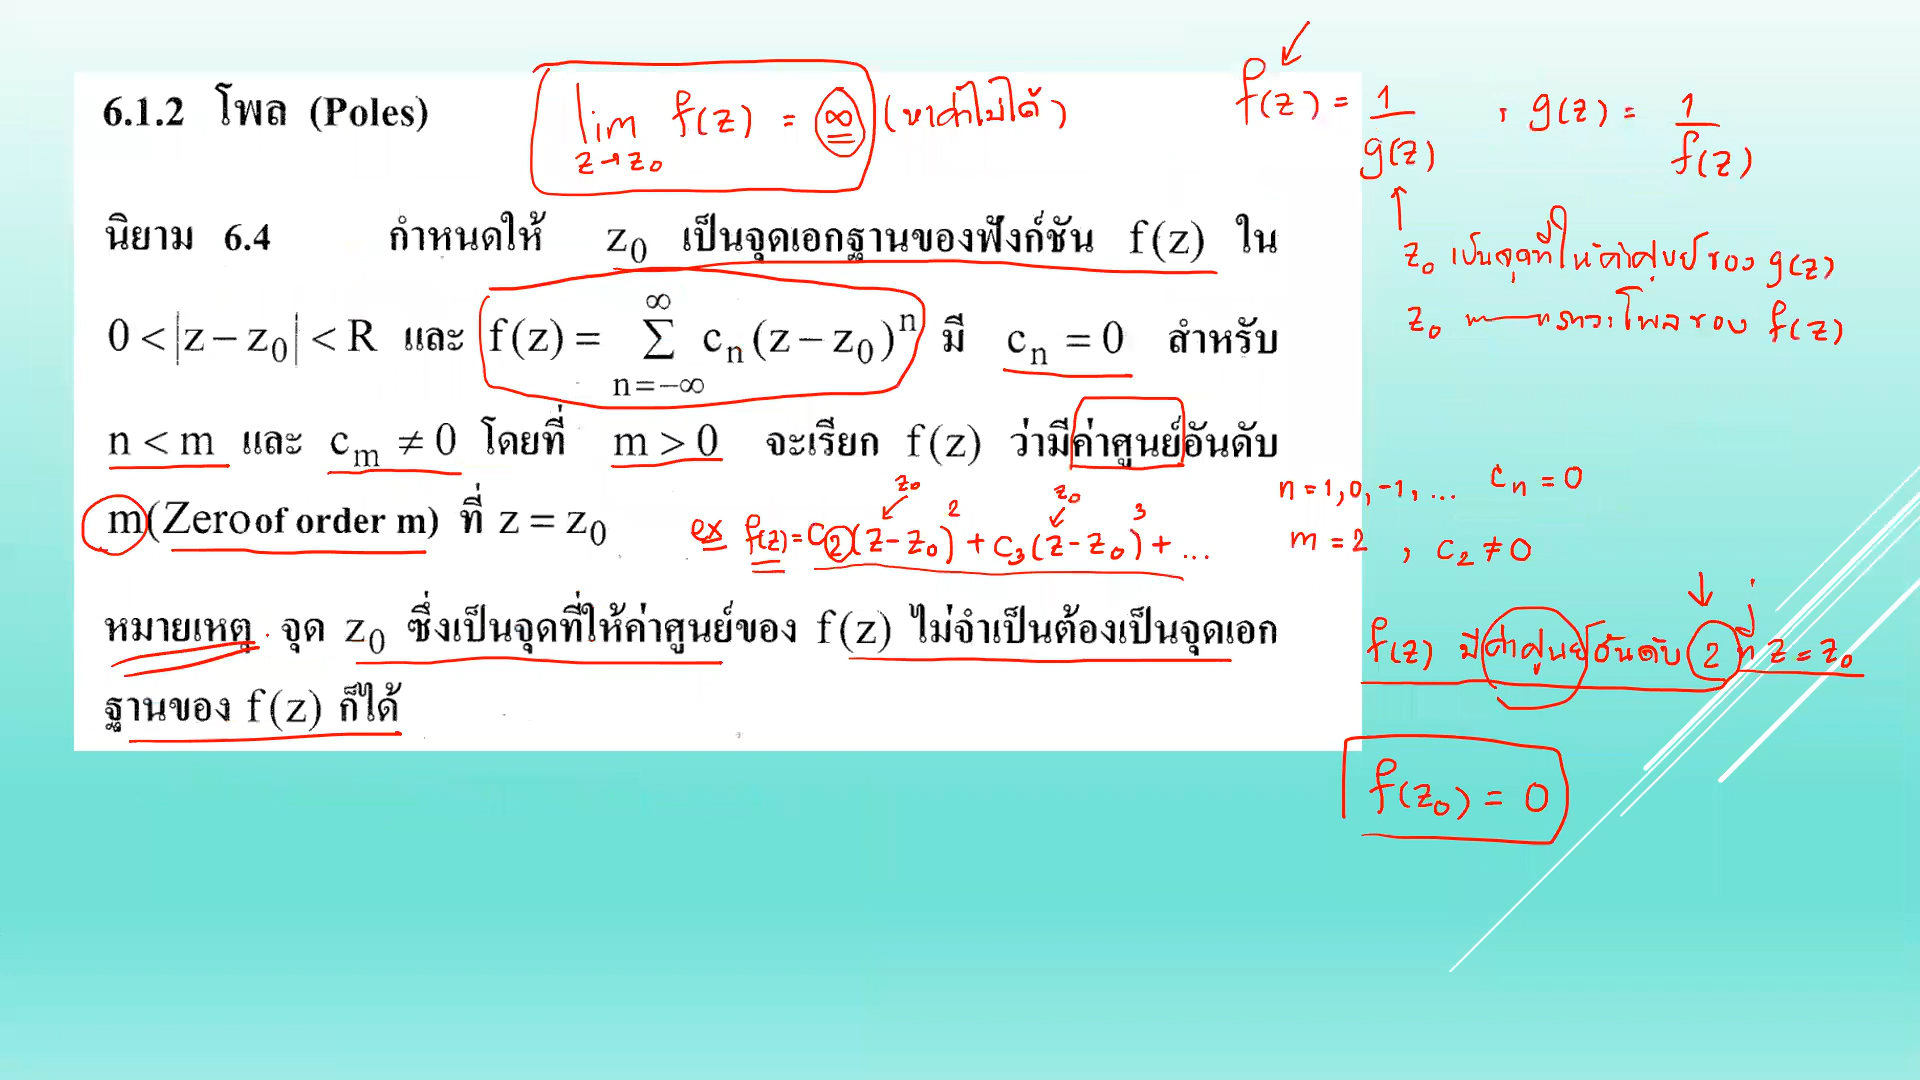 6.1.2 โพล (Poles)
lim f(z) = ∞ (หาค่าไม่ได้)
z→z₀
f(z) = 1/g(z) , g(z) = 1/f(z)
z₀ เป็นจุดที่ให้ค่าศูนย์ของ g(z)
z₀ ภาวะโพลของ f(z)
นิยาม 6.4 กำหนดให้ z₀ เป็นจุดเอกฐานของฟังก์ชัน f(z) ใน
0 < |z − z₀| < R และ f(z) = ∑_{n=−∞}^{∞} cₙ(z − z₀)ⁿ มี cₙ = 0 สำหรับ
n < m และ cₘ ≠ 0 โดยที่ m > 0 จะเรียก f(z) ว่ามีค่าศูนย์อันดับ
m (Zero of order m) ที่ z = z₀
z₀ z₀
ex f(z) = c₂(z − z₀)² + c₃(z − z₀)³ + ...
n = 1, 0, −1, ... cₙ = 0
m = 2 , c₂ ≠ 0
หมายเหตุ จุด z₀ ซึ่งเป็นจุดที่ให้ค่าศูนย์ของ f(z) ไม่จำเป็นต้องเป็นจุดเอก
ฐานของ f(z) ก็ได้
f(z) มีค่าศูนย์อันดับ 2 ที่ z = z₀
f(z₀) = 0